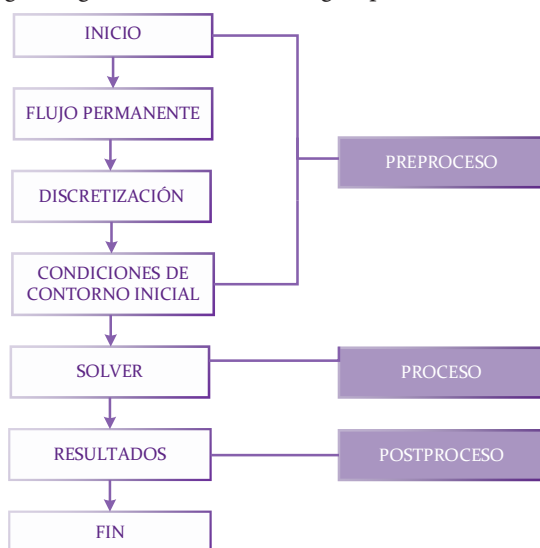 INICIO
FLUJO PERMANENTE
PREPROCESO
DISCRETIZACIÓN
CONDICIONES DE
CONTORNO INICIAL
SOLVER
PROCESO
RESULTADOS
POSTPROCESO
FIN